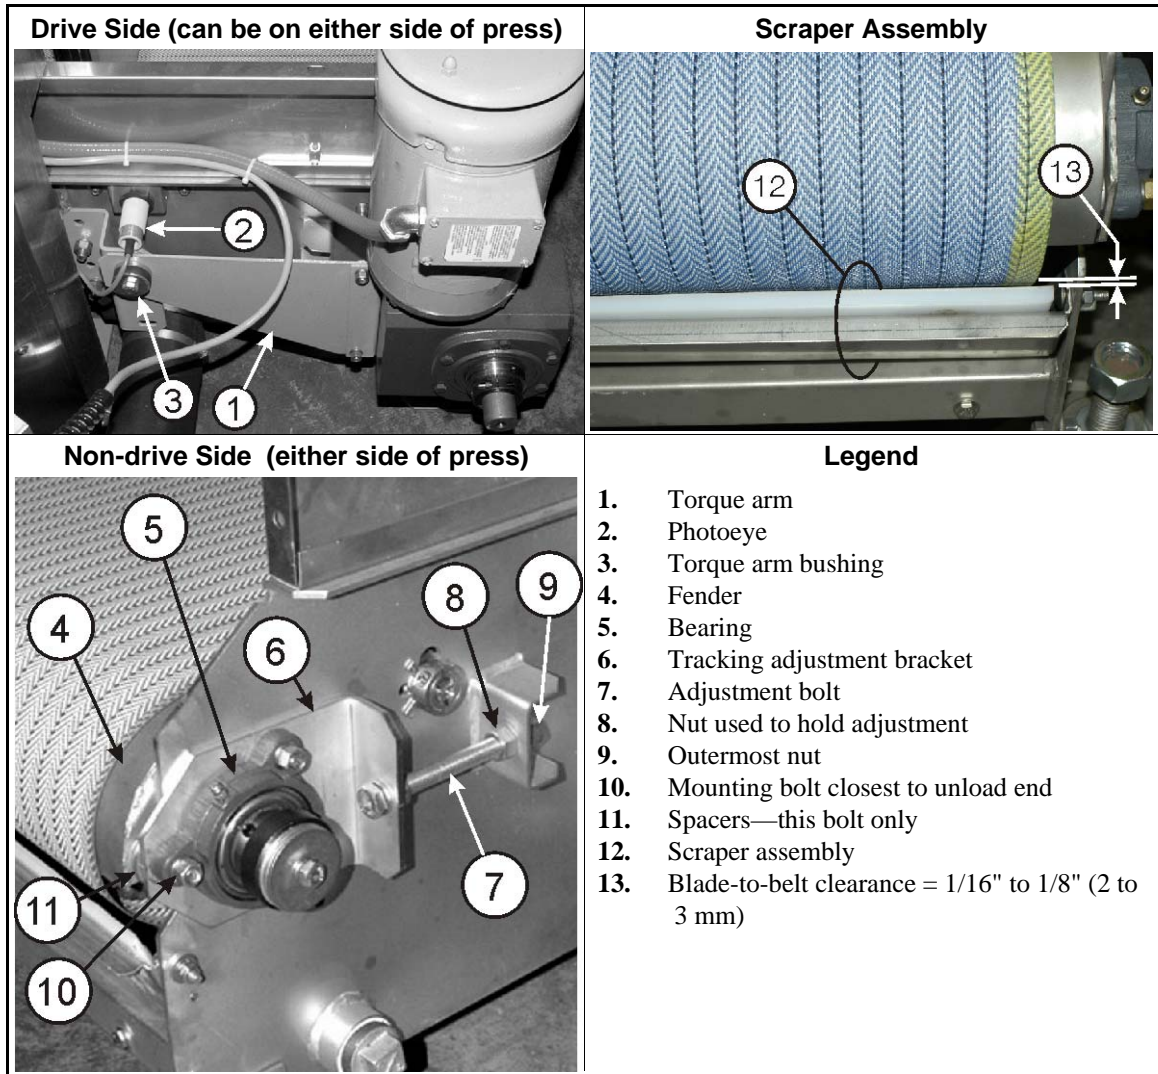 Drive Side (can be on either side of press)
2
3
1
Scraper Assembly
12
13
Non-drive Side (either side of press)
5
4
6
8
9
7
11
10
Legend
1. Torque arm
2. Photoeye
3. Torque arm bushing
4. Fender
5. Bearing
6. Tracking adjustment bracket
7. Adjustment bolt
8. Nut used to hold adjustment
9. Outermost nut
10. Mounting bolt closest to unload end
11. Spacers—this bolt only
12. Scraper assembly
13. Blade-to-belt clearance = 1/16" to 1/8" (2 to
3 mm)